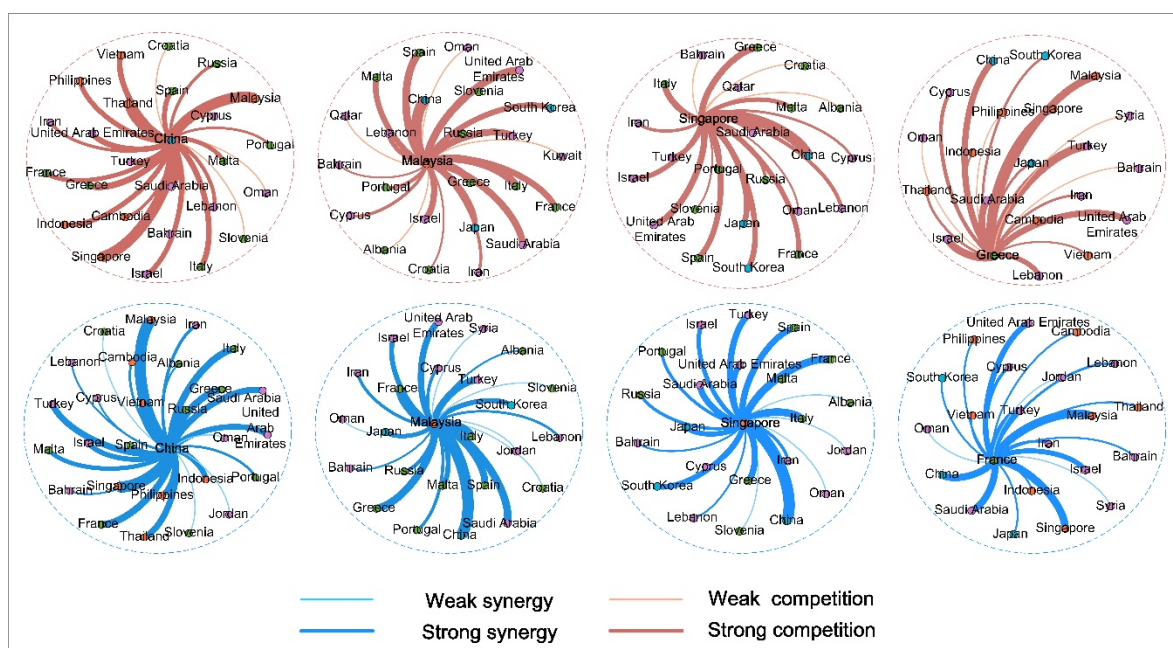 Croatia
Vietnam
Russia
Philippines
Spain
Thailand
Malaysia
Iran
Cyprus
United Arab Emirates
China
Portugal
Turkey
Malta
France
Greece
Saudi Arabia
Oman
Lebanon
Cambodia
Indonesia
Bahrain
Slovenia
Singapore
Israel
Italy
Oman
Spain
United Arab
Emirates
Malta
Slovenia
China
South Korea
Qatar
Russia
Turkey
Lebanon
Malaysia
Kuwait
Bahrain
Portugal
Greece
Italy
France
Cyprus
Israel
Japan
Saudi Arabia
Albania
Croatia
Iran
Greece
Bahrain
Croatia
Italy
Qatar
Malta
Albania
Iran
Singapore
Saudi Arabia
Turkey
China
Cyprus
Israel
Portugal
Russia
Slovenia
Oman
Lebanon
United Arab
Emirates
Japan
Spain
France
South Korea
South Korea
China
Malaysia
Cyprus
Singapore
Philippines
Syria
Oman
Turkey
Indonesia
Japan
Bahrain
Thailand
Saudi Arabia
Iran
Cambodia
United Arab
Emirates
Israel
Greece
Vietnam
Lebanon
Malaysia
Iran
Croatia
Italy
Lebanon
Cambodia
Albania
Greece
Saudi Arabia
Cyprus
Vietnam
Russia
Turkey
United
Arab
Emirates
Israel
Spain
China
Oman
Malta
Indonesia
Portugal
Bahrain
Singapore
Philippines
Jordan
France
Thailand
Slovenia
United Arab
Emirates
Syria
Israel
Albania
Iran
Cyprus
Turkey
France
Slovenia
South Korea
Oman
Malaysia
Japan
Italy
Lebanon
Jordan
Bahrain
Russia
Malta
Spain
Croatia
Greece
Portugal
China
Saudi Arabia
Turkey
Israel
Spain
Portugal
United Arab Emirates
France
Saudi Arabia
Malta
Russia
Albania
Japan
Singapore
Italy
Bahrain
Jordan
Iran
Cyprus
South Korea
Greece
Oman
Lebanon
China
Slovenia
United Arab Emirates
Cambodia
Philippines
Cyprus
Lebanon
South Korea
Jordan
Vietnam
Turkey
Malaysia
Thailand
Oman
Iran
Bahrain
China
France
Israel
Indonesia
Saudi Arabia
Syria
Singapore
Japan
Weak synergy
Weak competition
Strong synergy
Strong competition